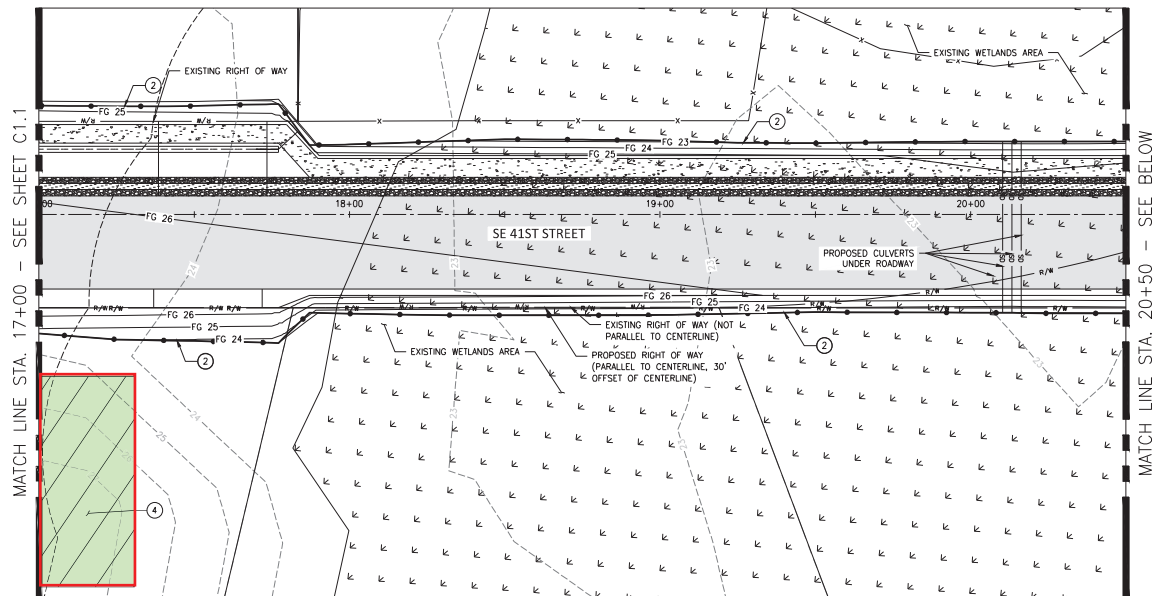 MATCH LINE STA. 17+00 - SEE SHEET C1.1
EXISTING RIGHT OF WAY
2
FG 25
R/W
R/W
EXISTING WETLANDS AREA
2
FG 23
FG 24
FG 25
00
18+00
19+00
20+00
FG 26
SE 41ST STREET
PROPOSED CULVERTS
UNDER ROADWAY
R/W
23
23
23
24
R/W R/W
R/W R/W
R/W
R/W
R/W
R/W
R/W
R/W
R/W
R/W
FG 26
FG 25
FG 24
FG 26
FG 25
FG 24
2
EXISTING RIGHT OF WAY (NOT
PARALLEL TO CENTERLINE)
EXISTING WETLANDS AREA
PROPOSED RIGHT OF WAY
(PARALLEL TO CENTERLINE, 30'
OFFSET OF CENTERLINE)
2
23
24
25
23
23
4
MATCH LINE STA. 20+50 - SEE BELOW